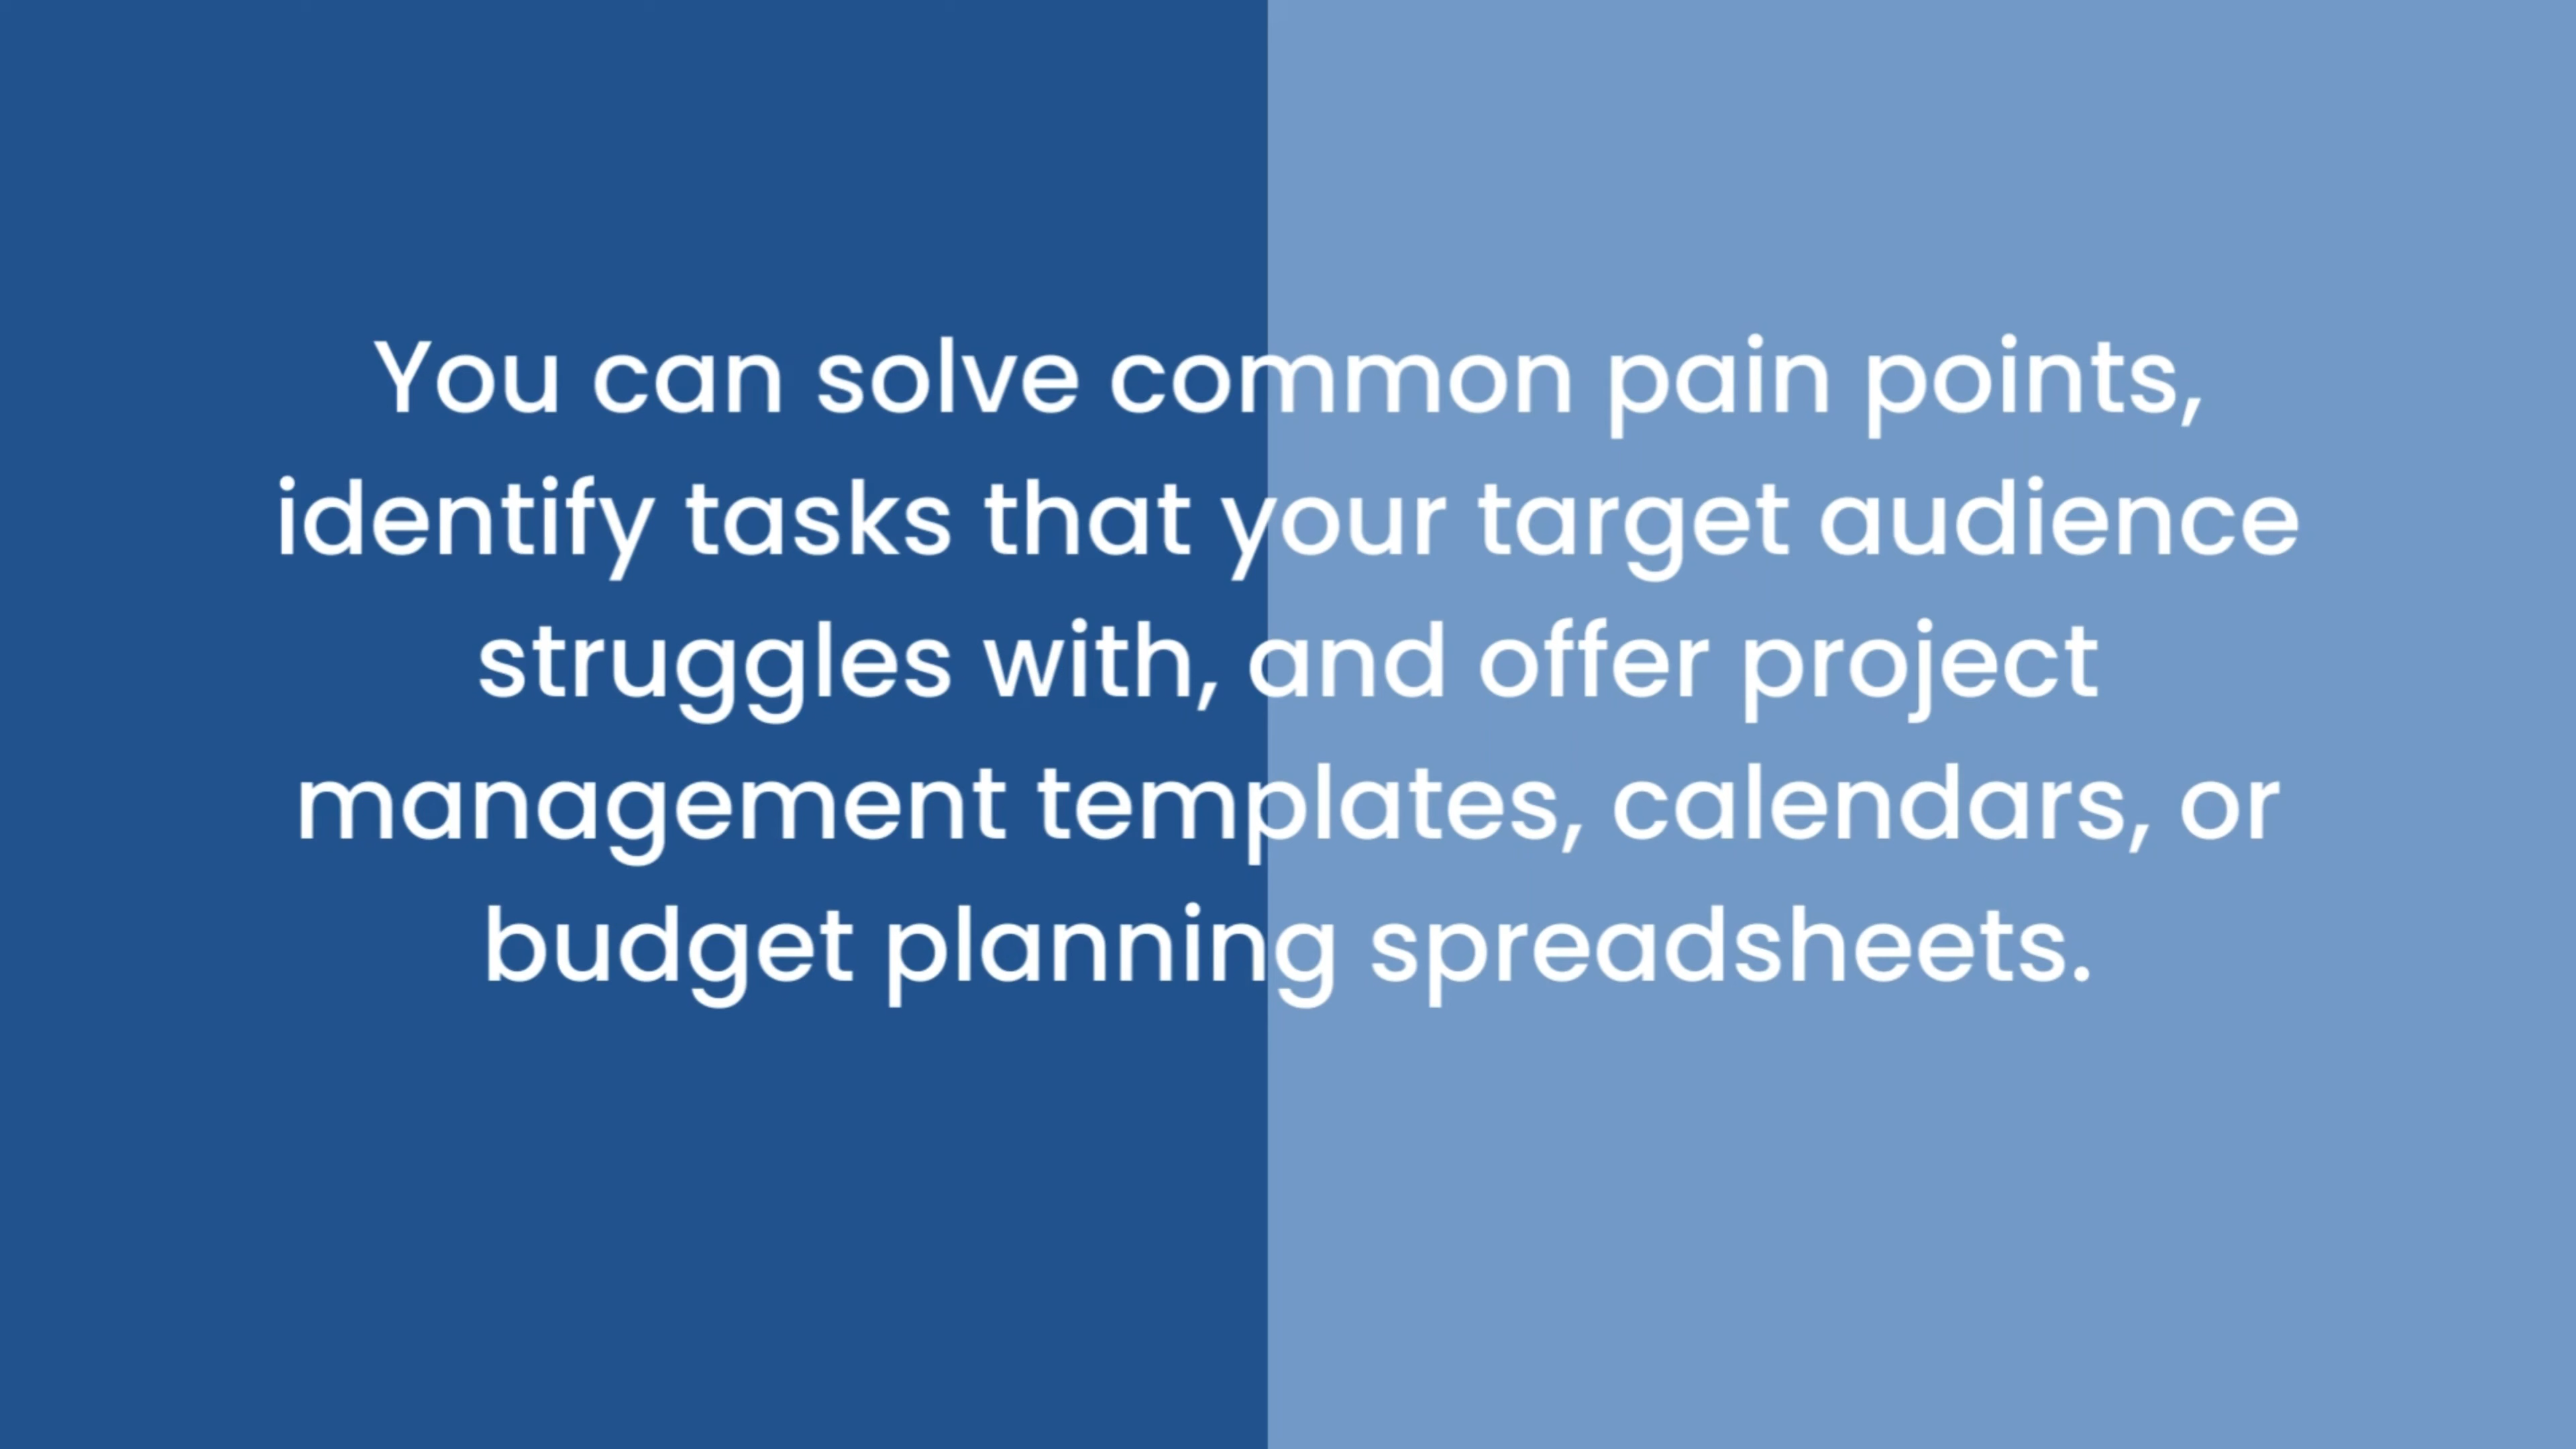 You can solve common pain points,
identify tasks that your target audience
struggles with, and offer project
management templates, calendars, or
budget planning spreadsheets.